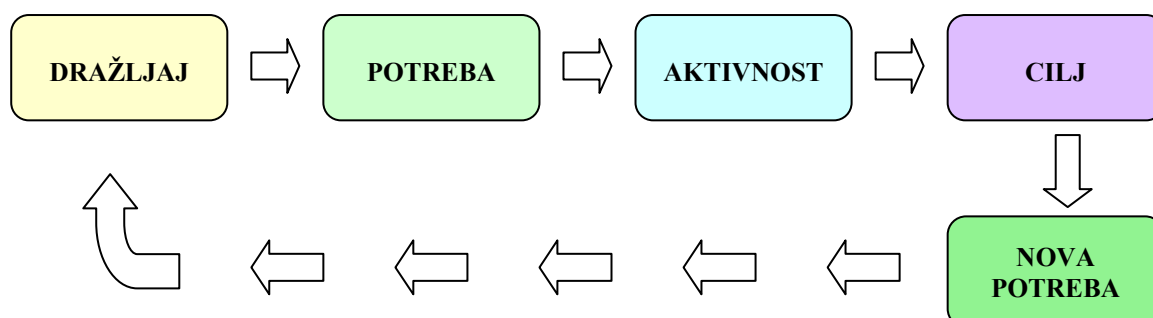 DRAŽLJAJ
POTREBA
AKTIVNOST
CILJ
NOVA
POTREBA